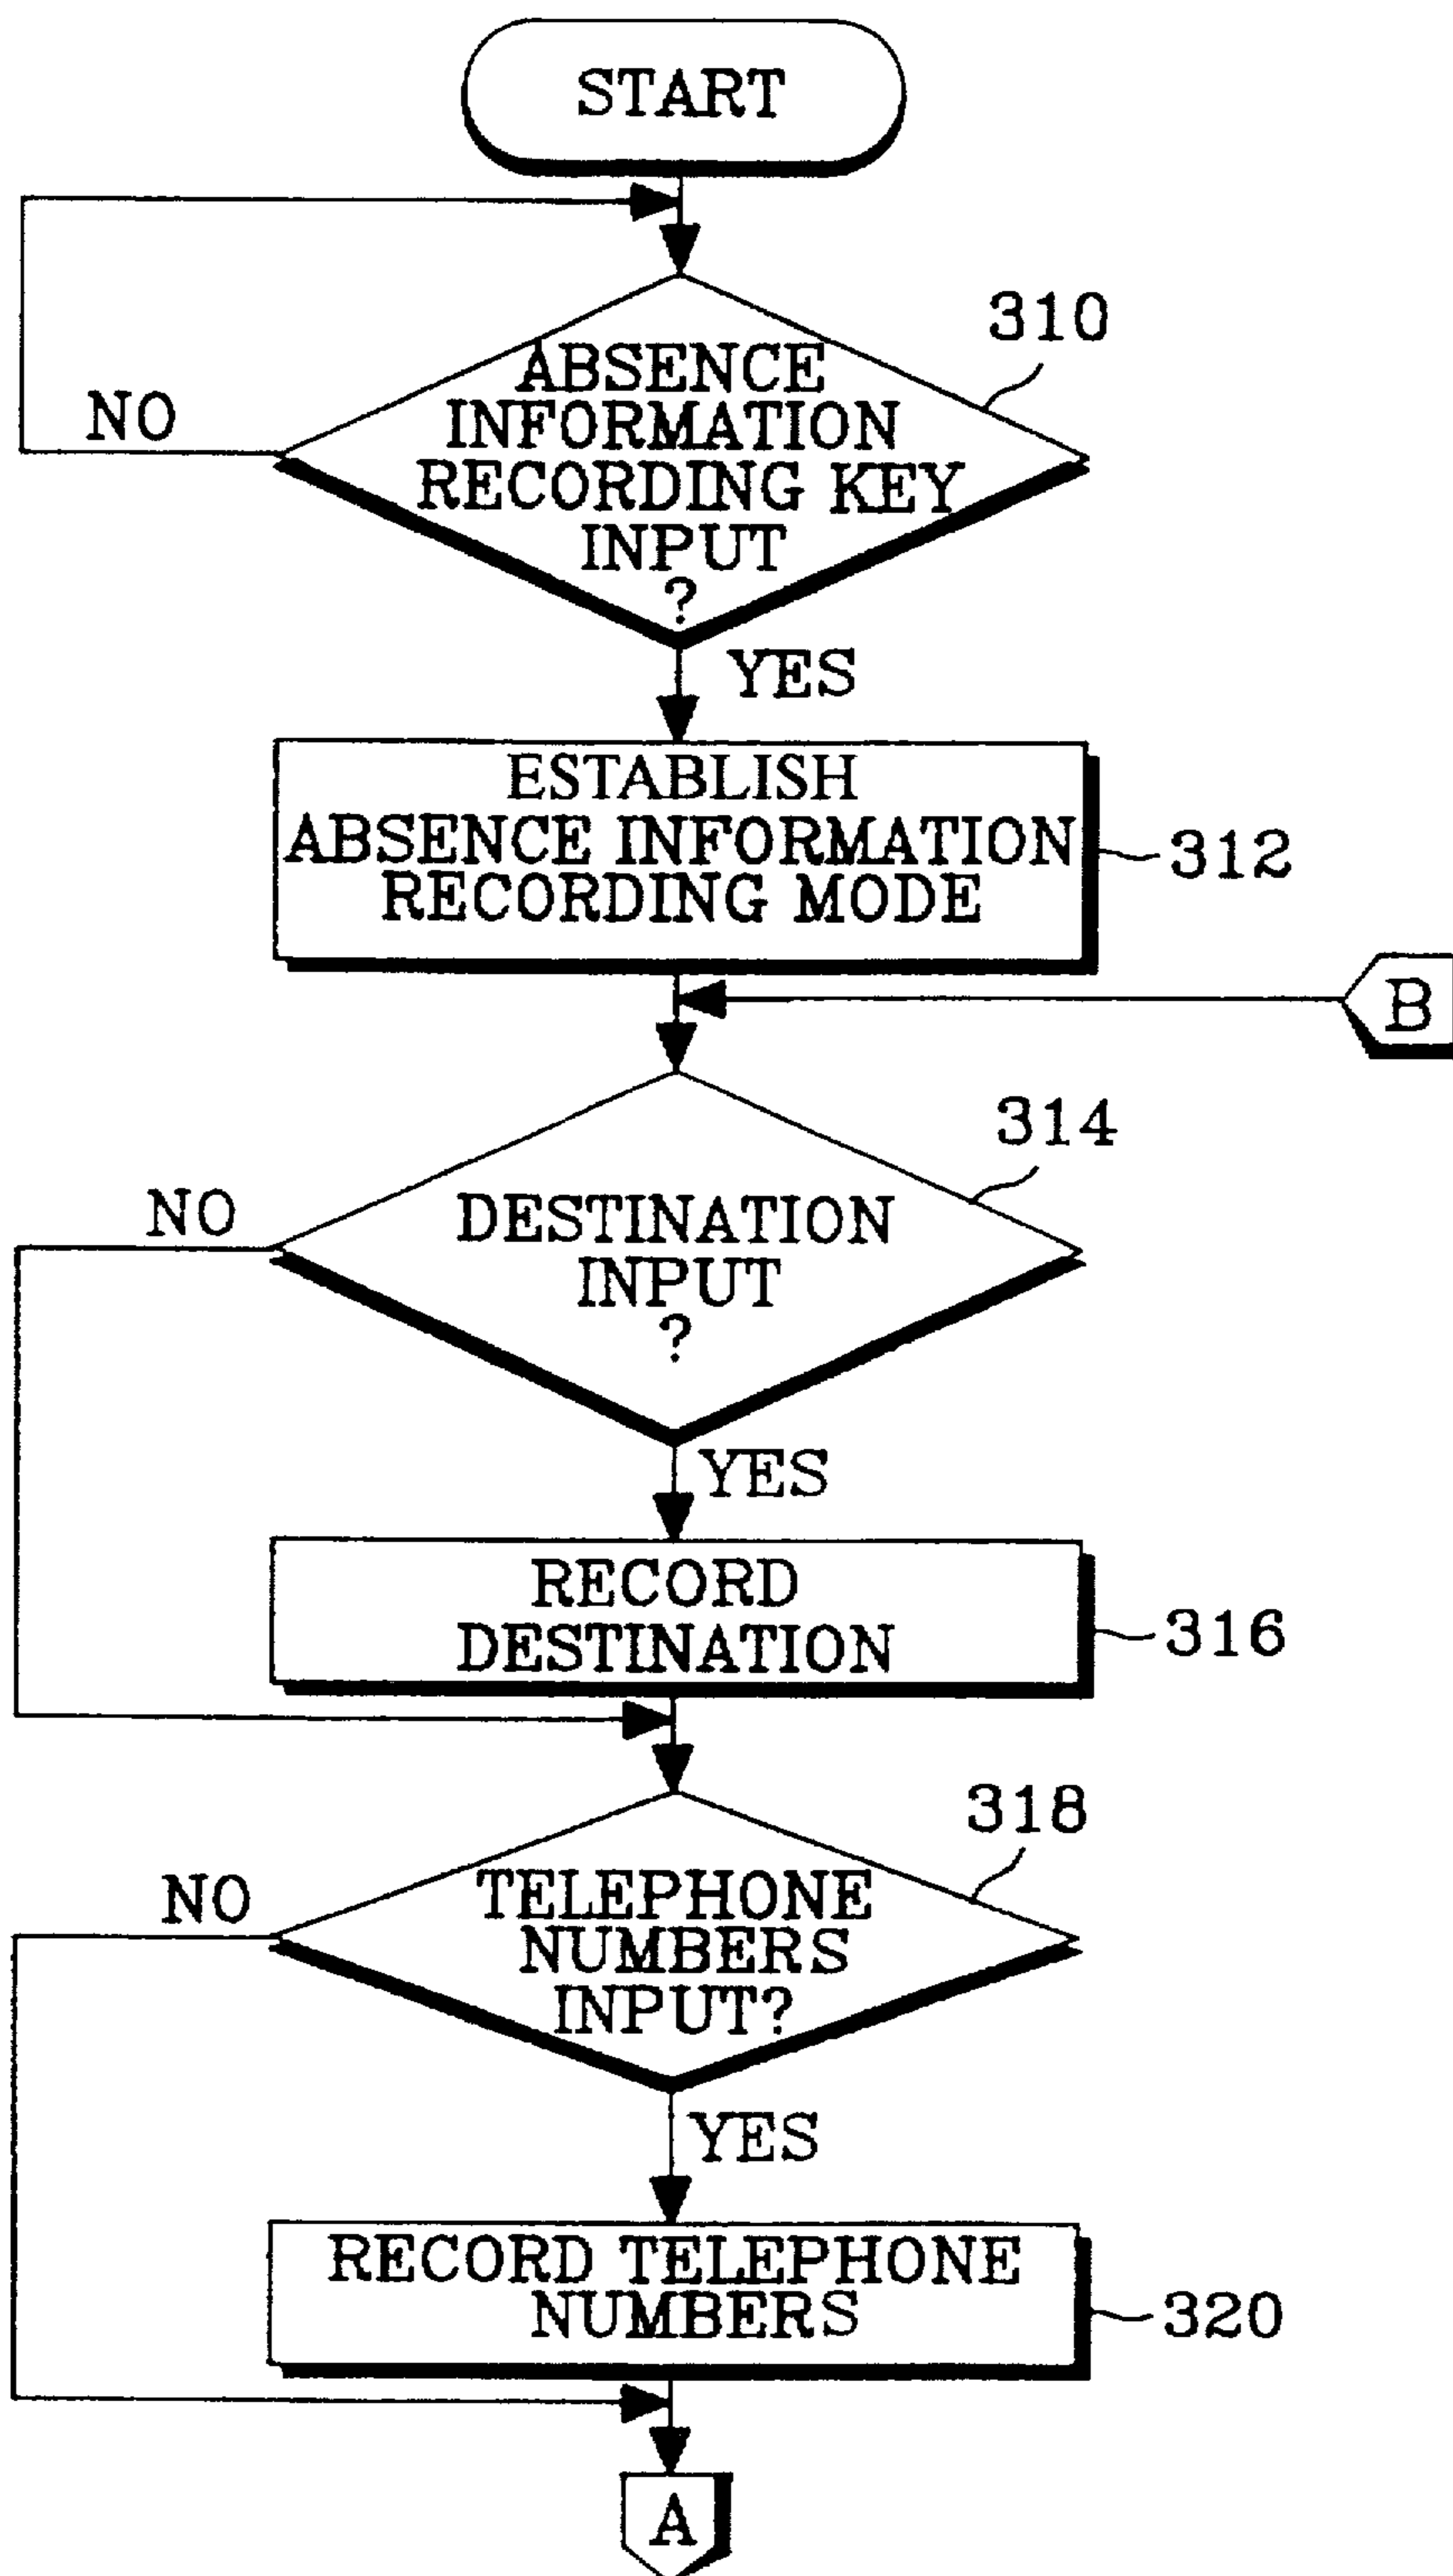 START
310
ABSENCE
INFORMATION
RECORDING KEY
INPUT
?
NO
YES
ESTABLISH
ABSENCE INFORMATION
RECORDING MODE
312
B
314
DESTINATION
INPUT
?
NO
YES
RECORD
DESTINATION
316
318
TELEPHONE
NUMBERS
INPUT?
NO
YES
RECORD TELEPHONE
NUMBERS
320
A